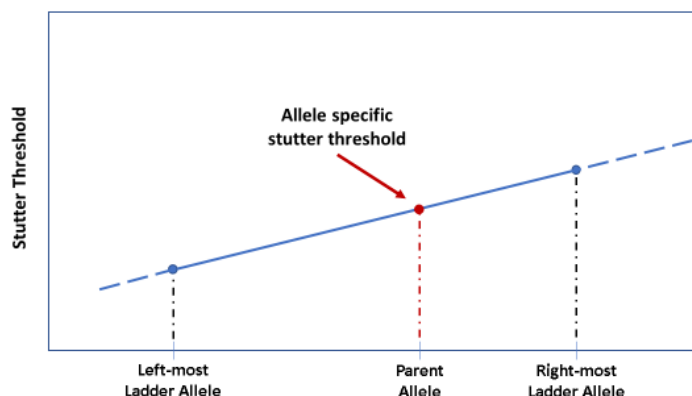 Allele specific
stutter threshold
Stutter Threshold
Left-most
Ladder Allele
Parent
Allele
Right-most
Ladder Allele